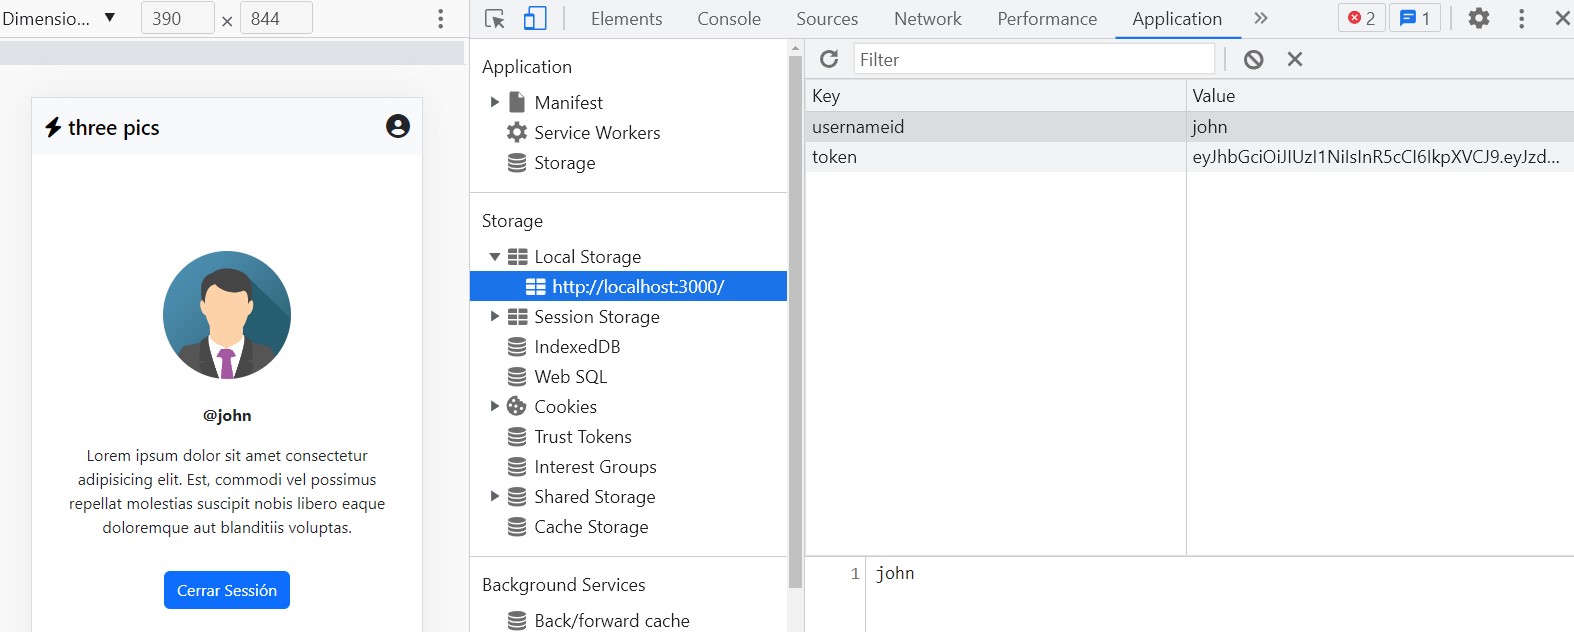 Dimensio... ▼ 390 × 844
three pics
@john
Lorem ipsum dolor sit amet consectetur
adipisicing elit. Est, commodi vel possimus
repellat molestias suscipit nobis libero eaque
doloremque aut blanditiis voluptas.
Cerrar Sesión
Elements Console Sources Network Performance Application » 2 1
Application
Manifest
Service Workers
Storage
Storage
Local Storage
http://localhost:3000/
Session Storage
IndexedDB
Web SQL
Cookies
Trust Tokens
Interest Groups
Shared Storage
Cache Storage
Background Services
Back/forward cache
Filter
Key Value
usernameid john
token eyJhbGciOiJIUzI1NiIsInR5cCI6IkpXVCJ9.eyJzd...
1 john